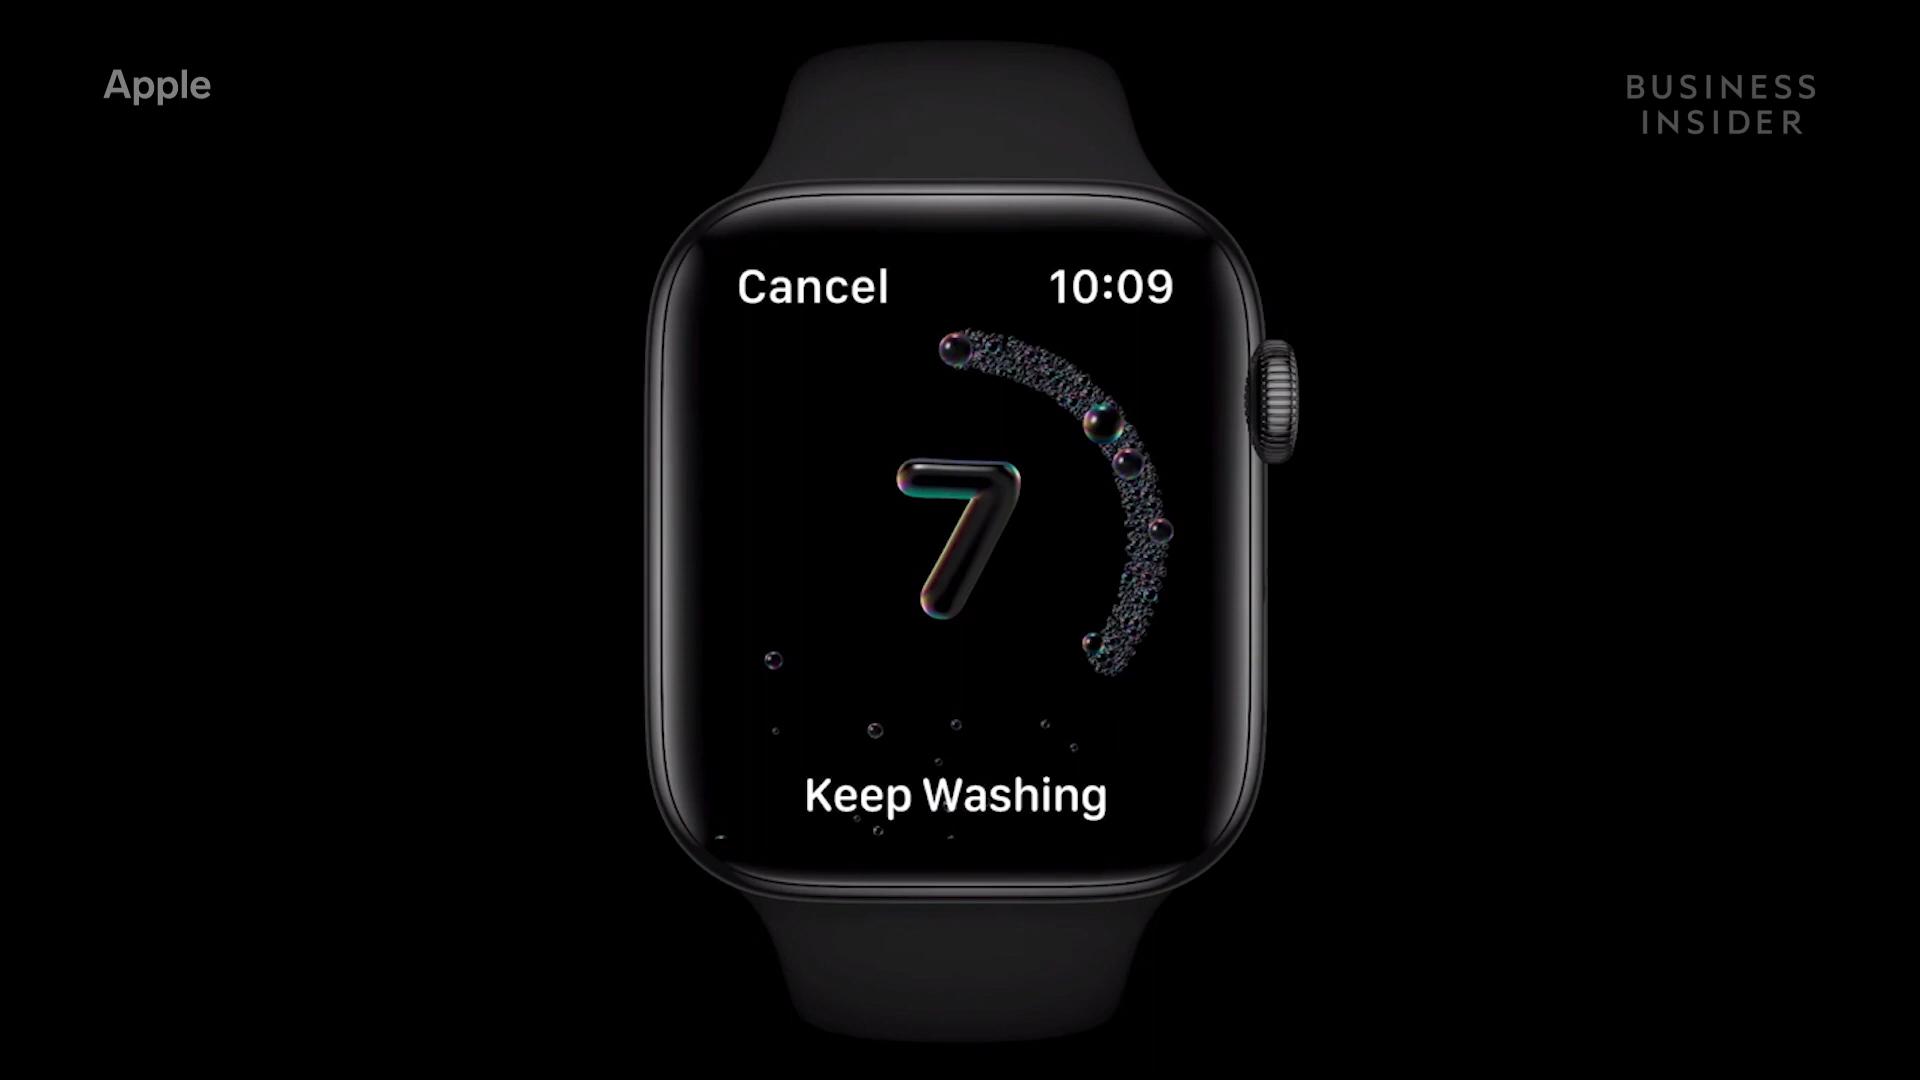 Apple
BUSINESS
INSIDER
Cancel
10:09
7
Keep Washing